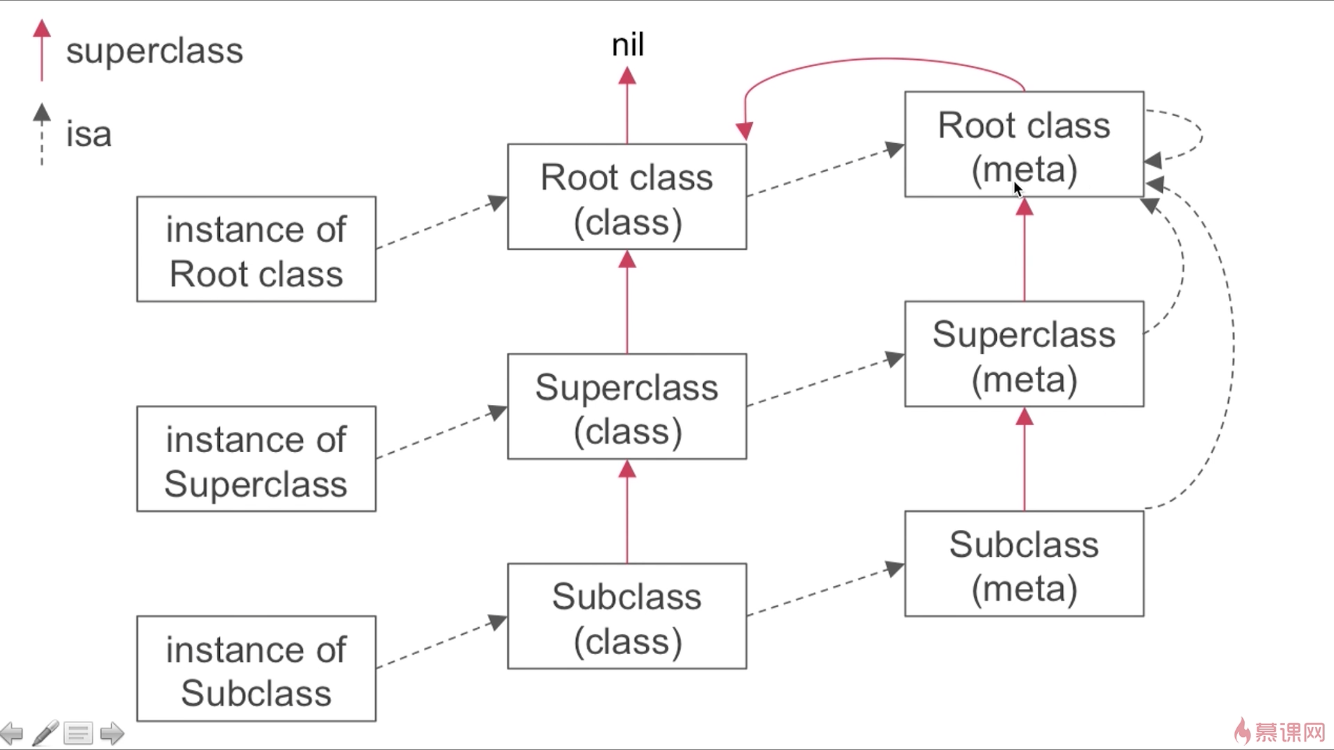 superclass
isa
nil
Root class
(meta)
Root class
(class)
instance of
Root class
Superclass
(meta)
Superclass
(class)
instance of
Superclass
Subclass
(meta)
Subclass
(class)
instance of
Subclass
慕课网